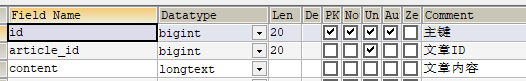 Field Name Datatype Len De PK No Un Au Ze Comment
id bigint 20 主键
article_id bigint 20 文章ID
content longtext 文章内容